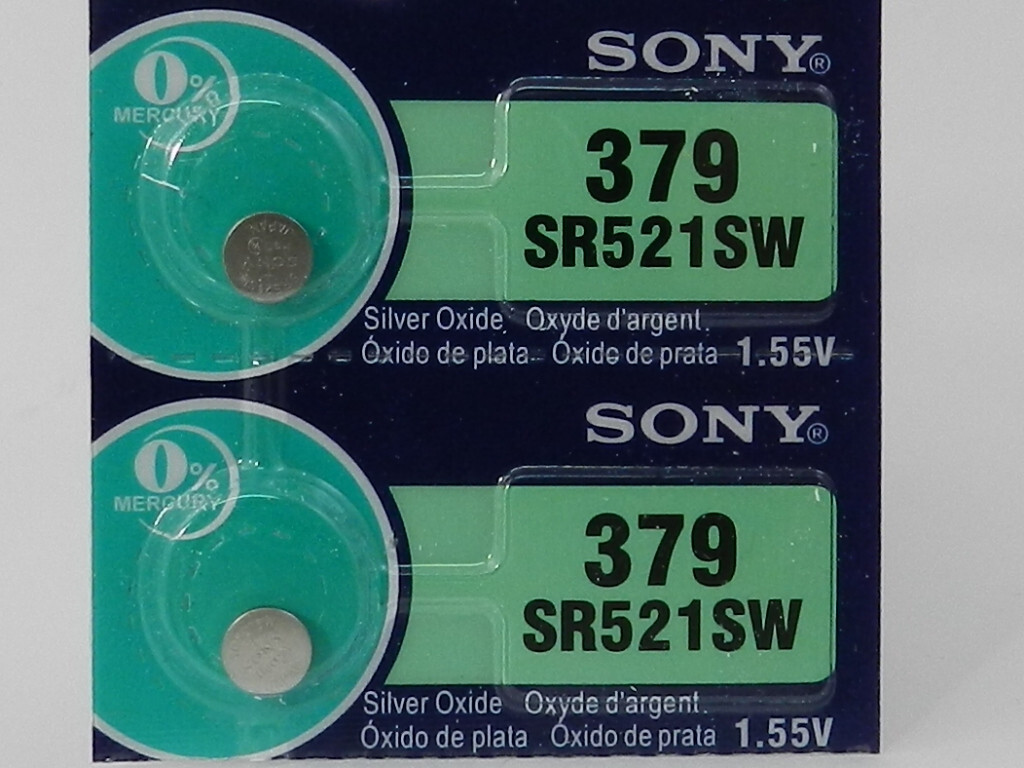 SONY®
0%
MERCURY
379
SR521SW
Silver Oxide Oxyde d'argent
Óxido de plata Óxido de prata 1.55V
SONY®
0%
MERCURY
379
SR521SW
Silver Oxide Oxyde d'argent
Óxido de plata Óxido de prata 1.55V